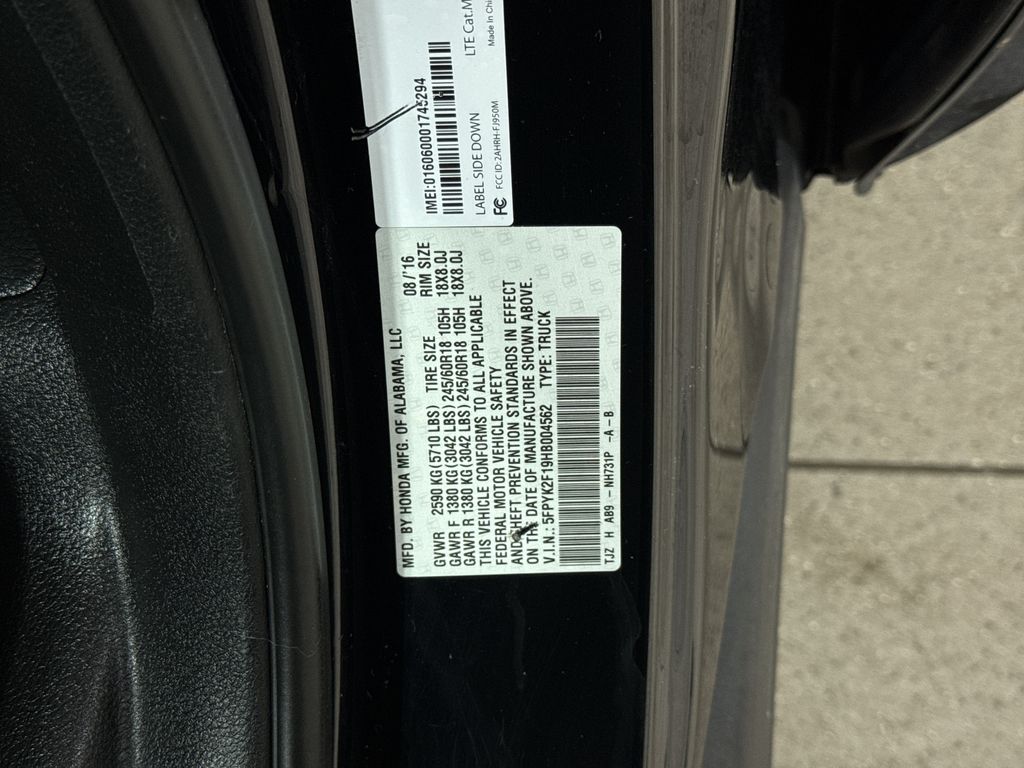 IMEI:016060001745294
LTE Cat.M
Made In Chi
LABEL SIDE DOWN
FC FCC ID: 2AHRH-FJ950M
MFD. BY HONDA MFG. OF ALABAMA, LLC 08/'16
GVWR 2590 KG(5710 LBS) TIRE SIZE RIM SIZE
GAWR F 1380 KG(3042 LBS) 245/60R18 105H 18X8.0J
GAWR R 1380 KG(3042 LBS) 245/60R18 105H 18X8.0J
THIS VEHICLE CONFORMS TO ALL APPLICABLE
FEDERAL MOTOR VEHICLE SAFETY
AND THEFT PREVENTION STANDARDS IN EFFECT
ON THE DATE OF MANUFACTURE SHOWN ABOVE.
V.I.N.: 5FPYK2F19HB004562 TYPE: TRUCK
TJZ H AB9 – NH731P –A –B